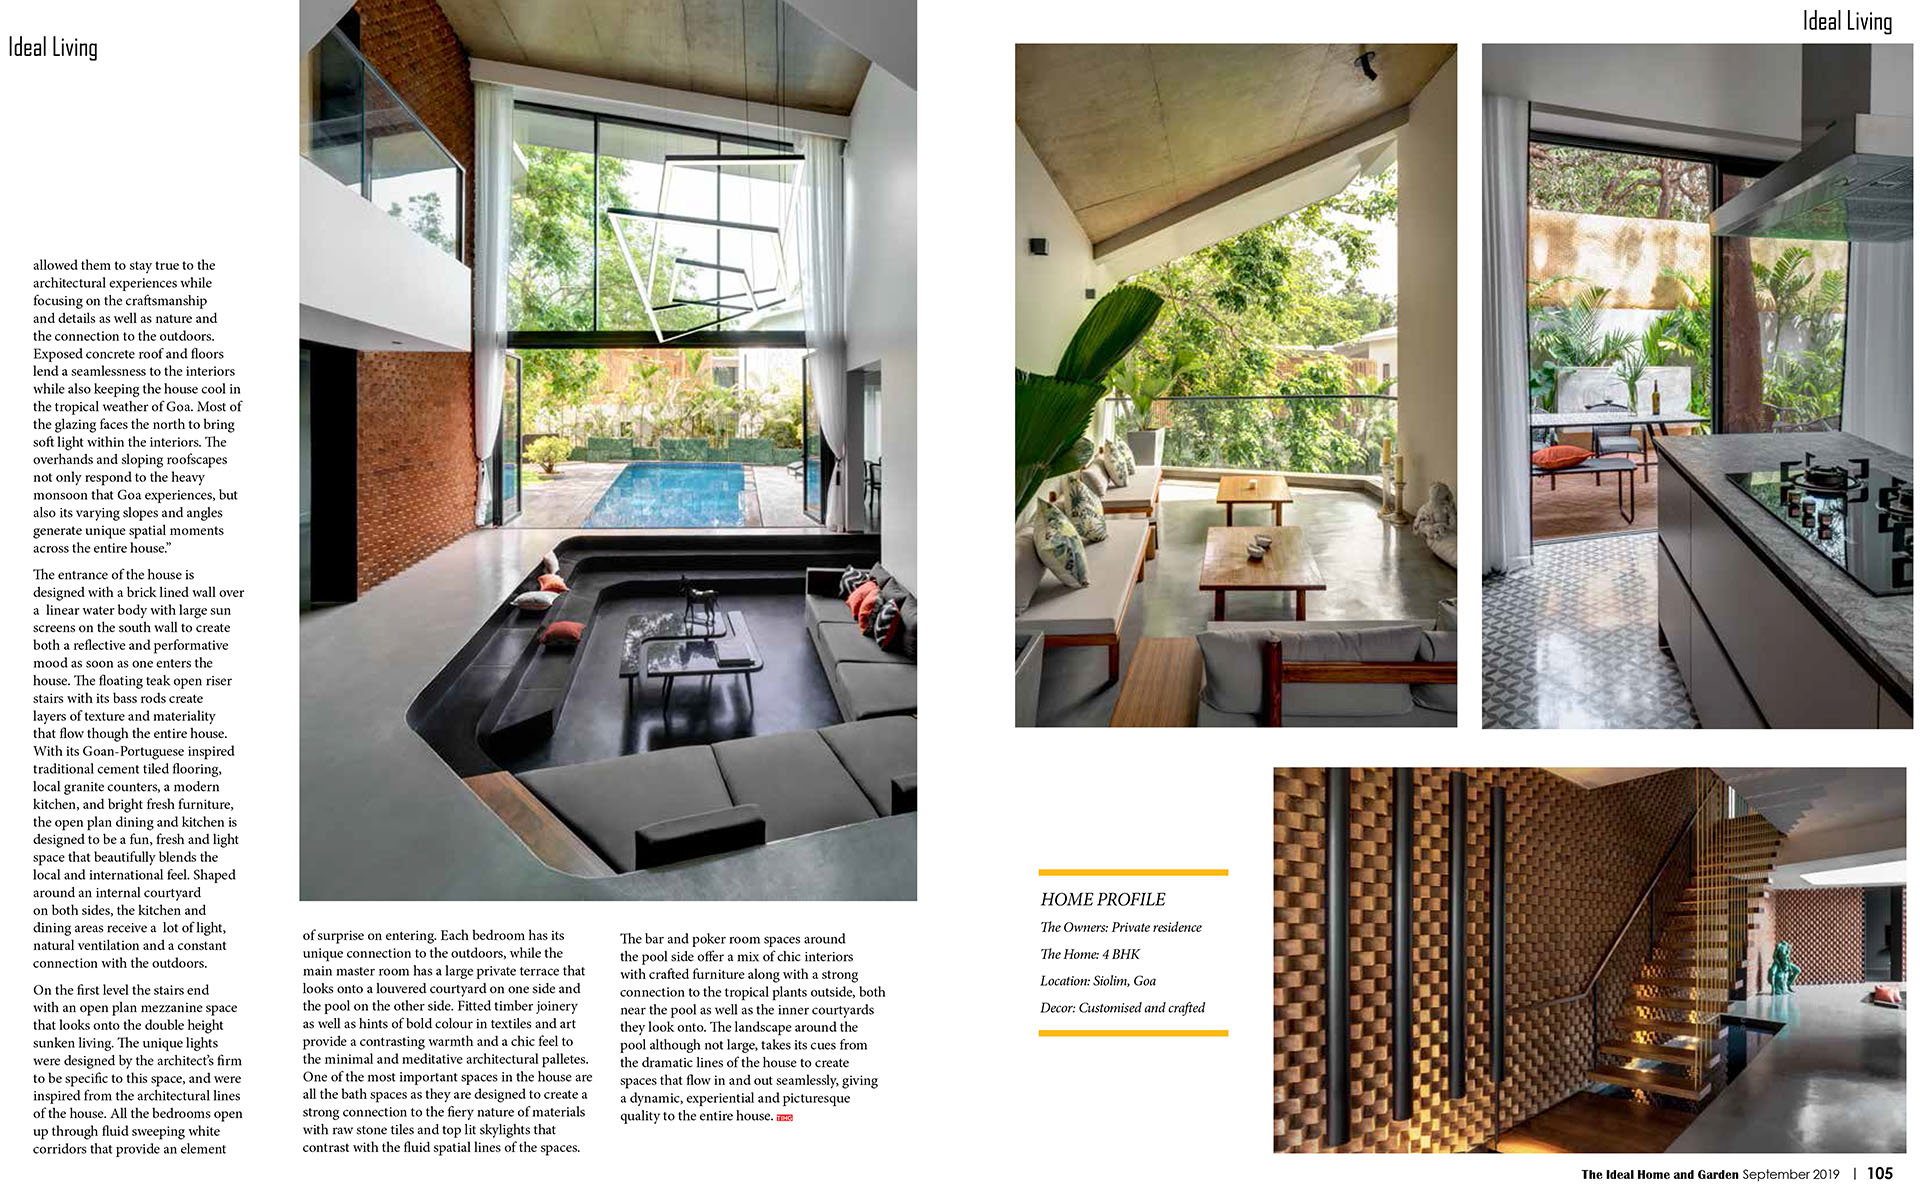 Ideal Living
allowed them to stay true to the
architectural experiences while
focusing on the craftsmanship
and details as well as nature and
the connection to the outdoors.
Exposed concrete roof and floors
lend a seamlessness to the interiors
while also keeping the house cool in
the tropical weather of Goa. Most of
the glazing faces the north to bring
soft light within the interiors. The
overhands and sloping roofscapes
not only respond to the heavy
monsoon that Goa experiences, but
also its varying slopes and angles
generate unique spatial moments
across the entire house.”
The entrance of the house is
designed with a brick lined wall over
a linear water body with large sun
screens on the south wall to create
both a reflective and performative
mood as soon as one enters the
house. The floating teak open riser
stairs with its bass rods create
layers of texture and materiality
that flow though the entire house.
With its Goan-Portuguese inspired
traditional cement tiled flooring,
local granite counters, a modern
kitchen, and bright fresh furniture,
the open plan dining and kitchen is
designed to be a fun, fresh and light
space that beautifully blends the
local and international feel. Shaped
around an internal courtyard
on both sides, the kitchen and
dining areas receive a lot of light,
natural ventilation and a constant
connection with the outdoors.
On the first level the stairs end
with an open plan mezzanine space
that looks onto the double height
sunken living. The unique lights
were designed by the architect’s firm
to be specific to this space, and were
inspired from the architectural lines
of the house. All the bedrooms open
up through fluid sweeping white
corridors that provide an element
of surprise on entering. Each bedroom has its
unique connection to the outdoors, while the
main master room has a large private terrace that
looks onto a louvered courtyard on one side and
the pool on the other side. Fitted timber joinery
as well as hints of bold colour in textiles and art
provide a contrasting warmth and a chic feel to
the minimal and meditative architectural palletes.
One of the most important spaces in the house are
all the bath spaces as they are designed to create a
strong connection to the fiery nature of materials
with raw stone tiles and top lit skylights that
contrast with the fluid spatial lines of the spaces.
The bar and poker room spaces around
the pool side offer a mix of chic interiors
with crafted furniture along with a strong
connection to the tropical plants outside, both
near the pool as well as the inner courtyards
they look onto. The landscape around the
pool although not large, takes its cues from
the dramatic lines of the house to create
spaces that flow in and out seamlessly, giving
a dynamic, experiential and picturesque
quality to the entire house. TIHG
Ideal Living
HOME PROFILE
The Owners: Private residence
The Home: 4 BHK
Location: Siolim, Goa
Decor: Customised and crafted
The Ideal Home and Garden September 2019 | 105